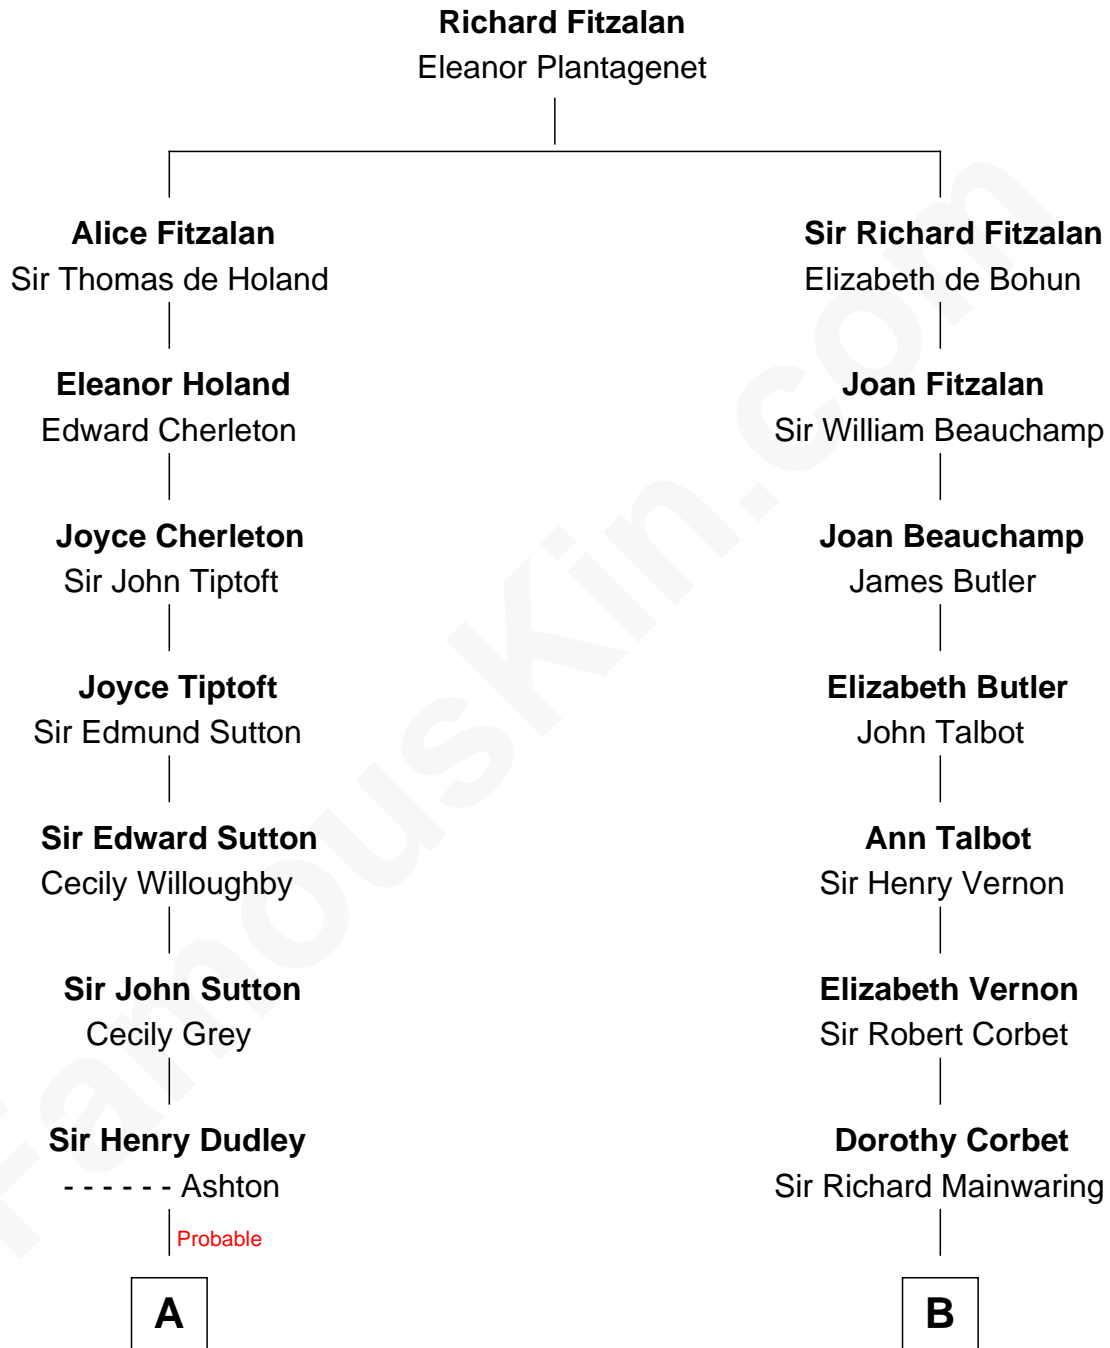 Richard Fitzalan
Eleanor Plantagenet
Alice Fitzalan
Sir Thomas de Holand
Sir Richard Fitzalan
Elizabeth de Bohun
Eleanor Holand
Edward Cherleton
Joan Fitzalan
Sir William Beauchamp
Joyce Cherleton
Sir John Tiptoft
Joan Beauchamp
James Butler
Joyce Tiptoft
Sir Edmund Sutton
Elizabeth Butler
John Talbot
Sir Edward Sutton
Cecily Willoughby
Ann Talbot
Sir Henry Vernon
Sir John Sutton
Cecily Grey
Elizabeth Vernon
Sir Robert Corbet
Sir Henry Dudley
- - - - - - Ashton
Dorothy Corbet
Sir Richard Mainwaring
Probable
A
B
FamousKin.com